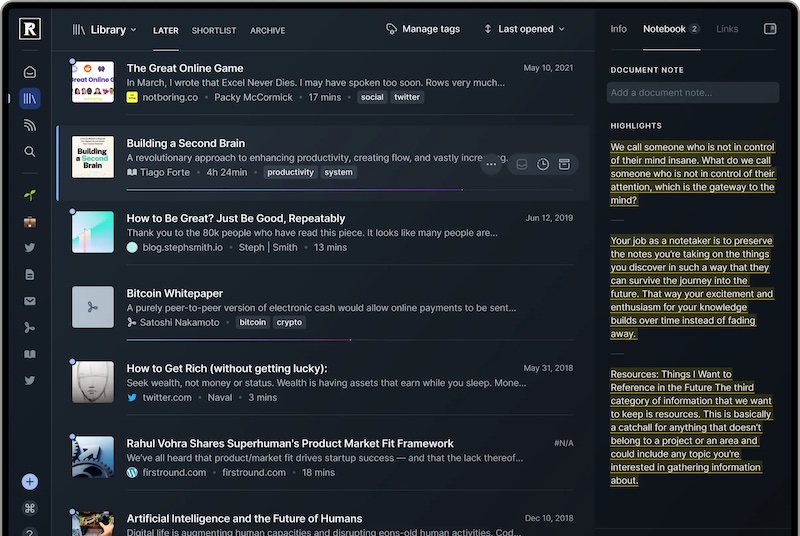 R
Library
LATER
SHORTLIST
ARCHIVE
Manage tags
Last opened
The Great Online Game
May 10, 2021
In March, I wrote that Excel Never Dies. I may have spoken too soon. Rows very much...
notboring.co • Packy McCormick • 17 mins • social twitter
Building a Second Brain
A revolutionary approach to enhancing productivity, creating flow, and vastly
Tiago Forte • 4h 24min • productivity system
Building
a Second
Brain
How to Be Great? Just Be Good, Repeatably
Jun 12, 2019
Thank you to the 80k people who have read this piece. It looks like many people are...
blog.stephsmith.io • Steph | Smith • 13 mins
Bitcoin Whitepaper
A purely peer-to-peer version of electronic cash would allow online payments to be sent...
Satoshi Nakamoto • bitcoin crypto
How to Get Rich (without getting lucky):
May 31, 2018
Seek wealth, not money or status. Wealth is having assets that earn while you sleep. Mone...
twitter.com • Naval • 3 mins
Rahul Vohra Shares Superhuman's Product Market Fit Framework
#N/A
We've all heard that product/market fit drives startup success — and that the lack thereof...
firstround.com • firstround.com • 18 mins
Artificial Intelligence and the Future of Humans
Dec 10, 2018
Digital life is augmenting human capacities and disrupting eons-old human activities. Cod...
Info
Notebook 2
Links
DOCUMENT NOTE
Add a document note...
HIGHLIGHTS
We call someone who is not in control
of their mind insane. What do we call
someone who is not in control of their
attention, which is the gateway to the
mind?
Your job as a notetaker is to preserve
the notes you're taking on the things
you discover in such a way that they
can survive the journey into the
future. That way your excitement and
enthusiasm for your knowledge
builds over time instead of fading
away.
Resources: Things I Want to
Reference in the Future The third
category of information that we want
to keep is resources. This is basically
a catchall for anything that doesn't
belong to a project or an area and
could include any topic you're
interested in gathering information
about.